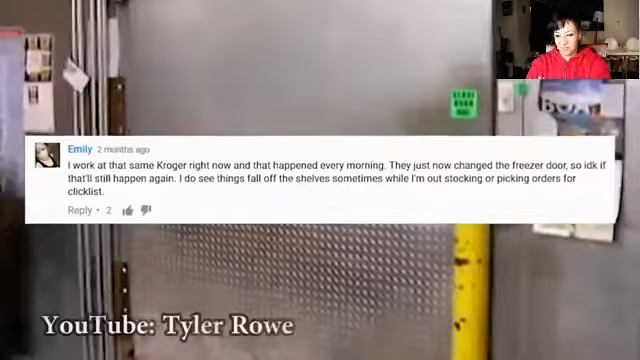 Emily 2 months ago
I work at that same Kroger right now and that happened every morning. They just now changed the freezer door, so idk if
that'll still happen again. I do see things fall off the shelves sometimes while I'm out stocking or picking orders for
clicklist.
Reply • 2
YouTube: Tyler Rowe